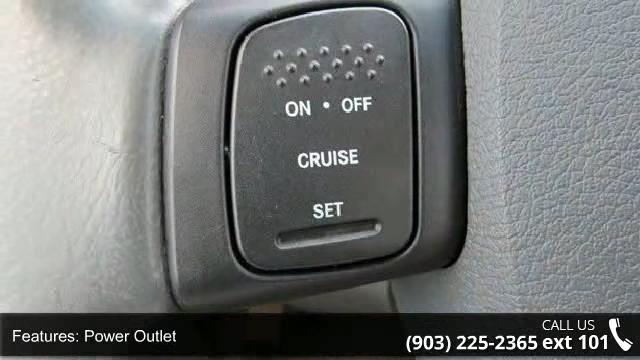 ON • OFF
CRUISE
SET
Features: Power Outlet
CALL US
(903) 225-2365 ext 101